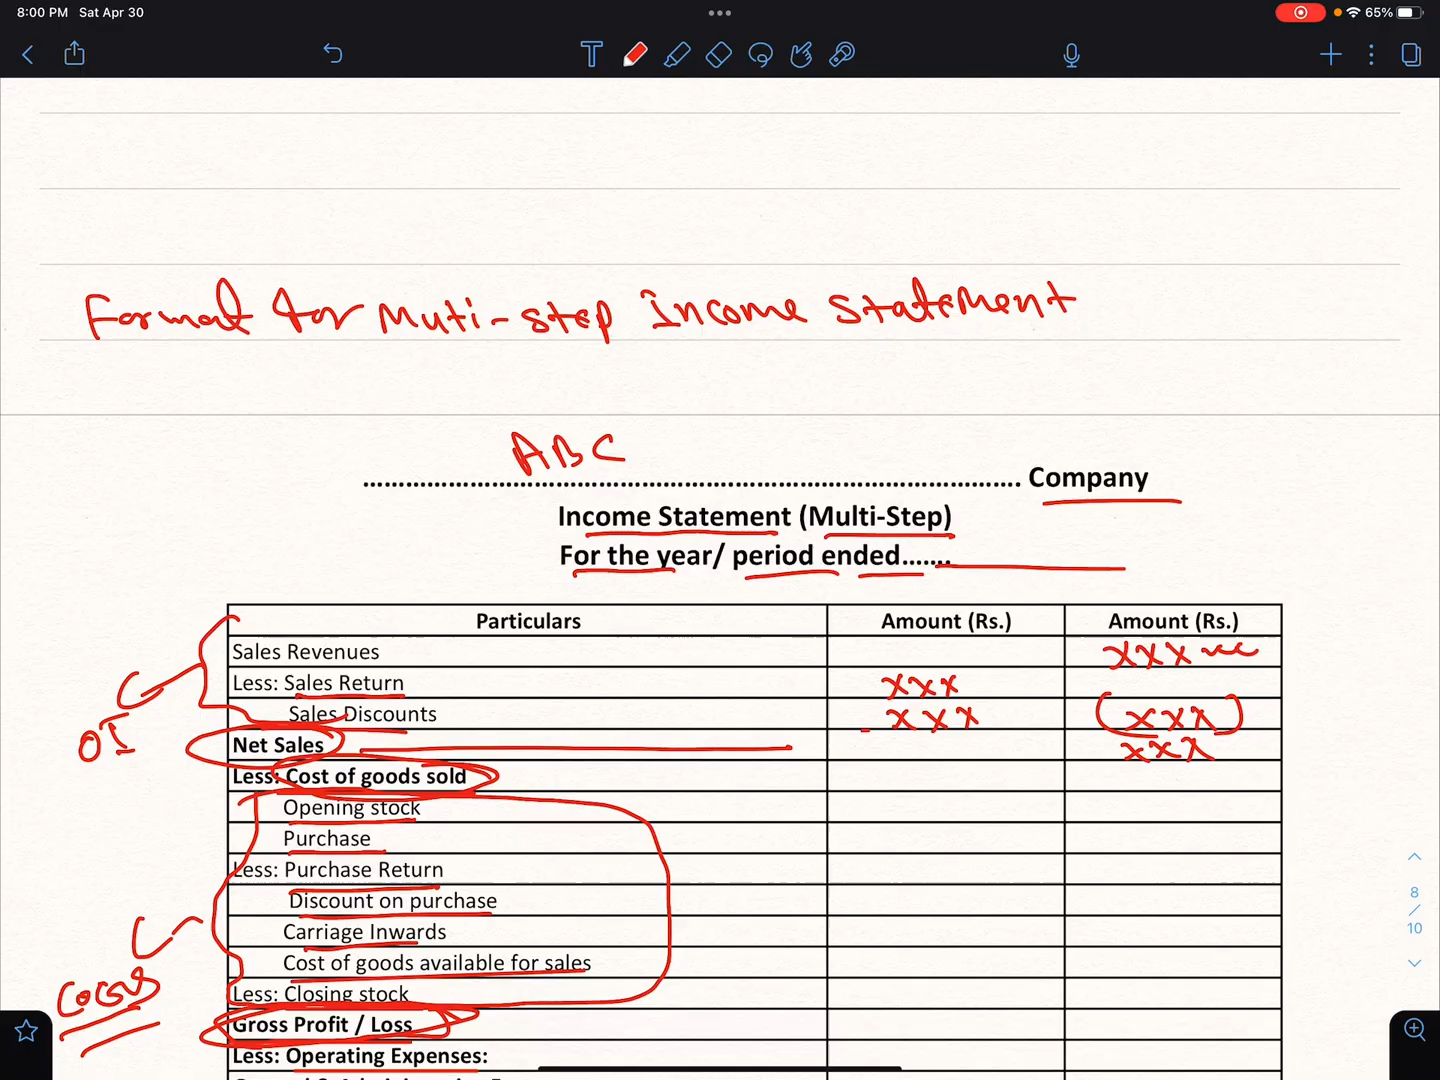 8:00 PM Sat Apr 30
65%
Format for Muti-step income statement
ABC
.................................................................................... Company
Income Statement (Multi-Step)
For the year/ period ended.......
Particulars Amount (Rs.) Amount (Rs.)
Sales Revenues xxx
Less: Sales Return xxx
Sales Discounts xxx (xxx)
OI
Net Sales xxx
Less: Cost of goods sold
Opening stock
Purchase
Less: Purchase Return
Discount on purchase
Carriage Inwards
Cost of goods available for sales
COGS
Less: Closing stock
Gross Profit / Loss
Less: Operating Expenses:
8
/
10